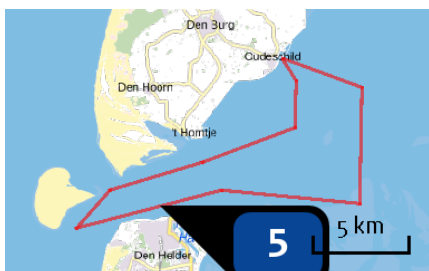 Den Burg
Oudeschild
Den Hoorn
't Horntje
5
5 km
Den Helder